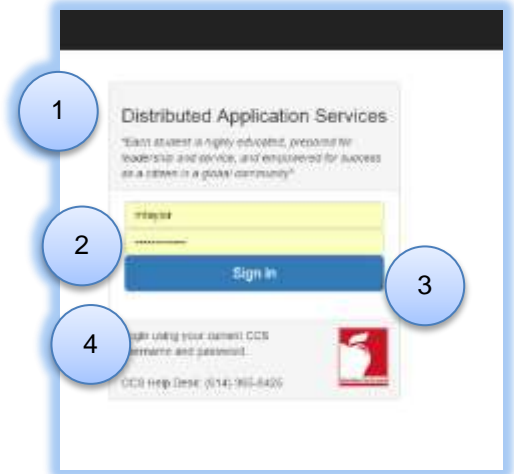 1
Distributed Application Services
"Each student is highly educated, prepared for
leadership and service, and empowered for success
as a citizen in a global community"
2
Sign in
3
4
login using your current CCS
username and password.
CCS Help Desk: (614)